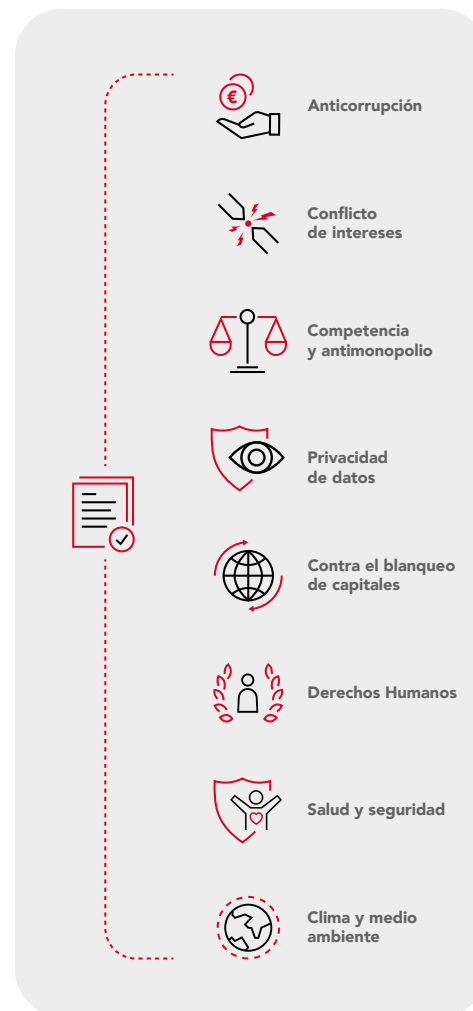 €
Anticorrupción
Conflicto
de intereses
Competencia
y antimonopolio
Privacidad
de datos
Contra el blanqueo
de capitales
Derechos Humanos
Salud y seguridad
Clima y medio
ambiente